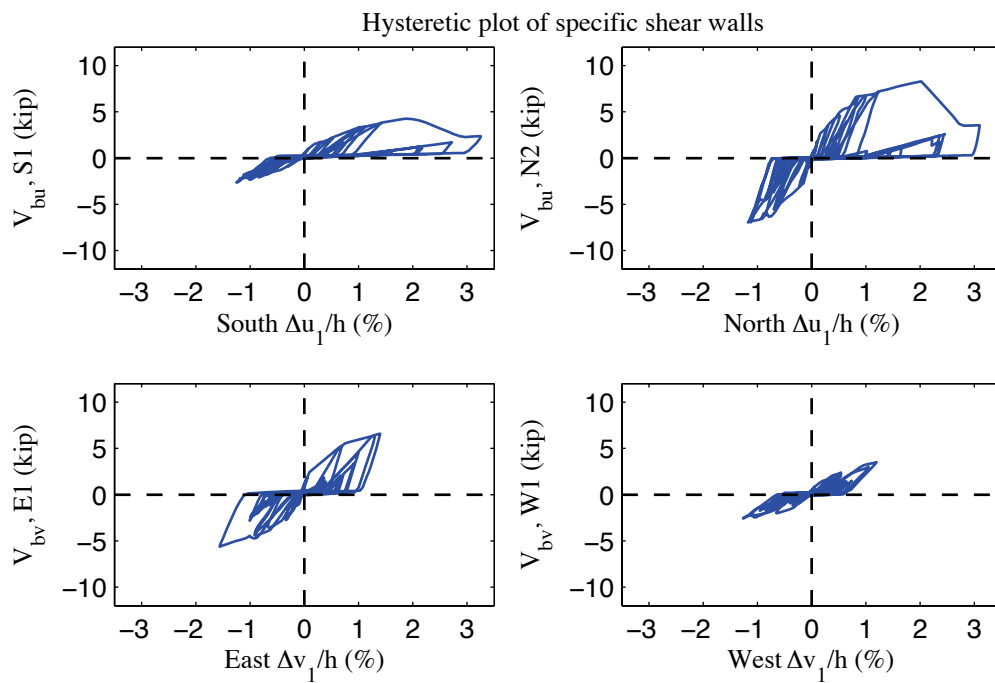 Hysteretic plot of specific shear walls
10
5
0
−5
−10
V_bu, S1 (kip)
−3 −2 −1 0 1 2 3
South Δu_1/h (%)
10
5
0
−5
−10
V_bu, N2 (kip)
−3 −2 −1 0 1 2 3
North Δu_1/h (%)
10
5
0
−5
−10
V_bv, E1 (kip)
−3 −2 −1 0 1 2 3
East Δv_1/h (%)
10
5
0
−5
−10
V_bv, W1 (kip)
−3 −2 −1 0 1 2 3
West Δv_1/h (%)